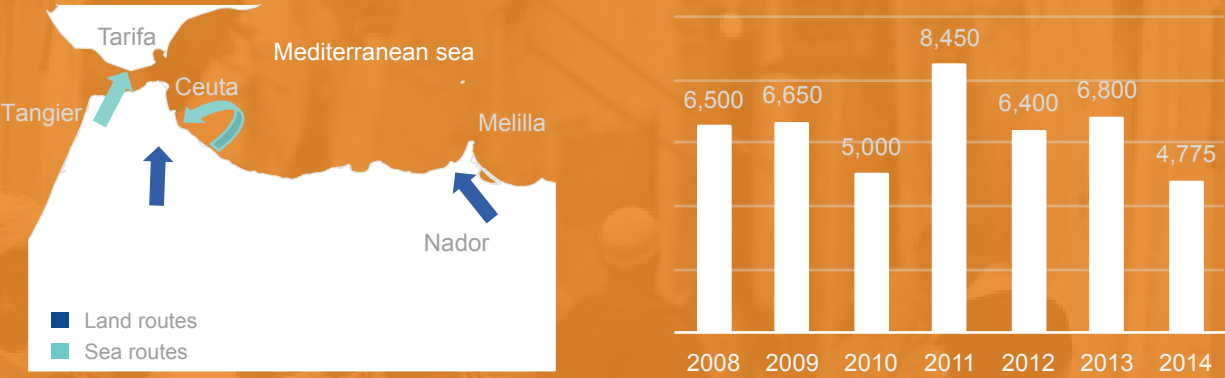 Tarifa
Mediterranean sea
Ceuta
Tangier
Melilla
Nador
Land routes
Sea routes
8,450
6,500
6,650
6,400
6,800
5,000
4,775
2008 2009 2010 2011 2012 2013 2014